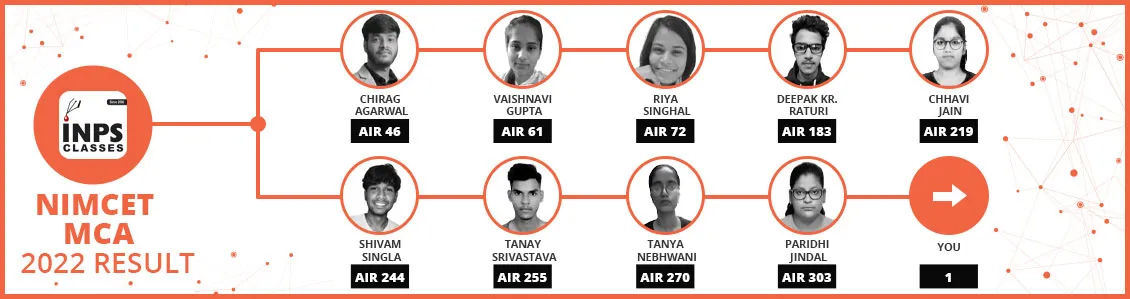 Since 2006
INPS
CLASSES
NIMCET
MCA
2022 RESULT
CHIRAG
AGARWAL
AIR 46
VAISHNAVI
GUPTA
AIR 61
RIYA
SINGHAL
AIR 72
DEEPAK KR.
RATURI
AIR 183
CHHAVI
JAIN
AIR 219
SHIVAM
SINGLA
AIR 244
TANAY
SRIVASTAVA
AIR 255
TANYA
NEBHWANI
AIR 270
PARIDHI
JINDAL
AIR 303
YOU
1